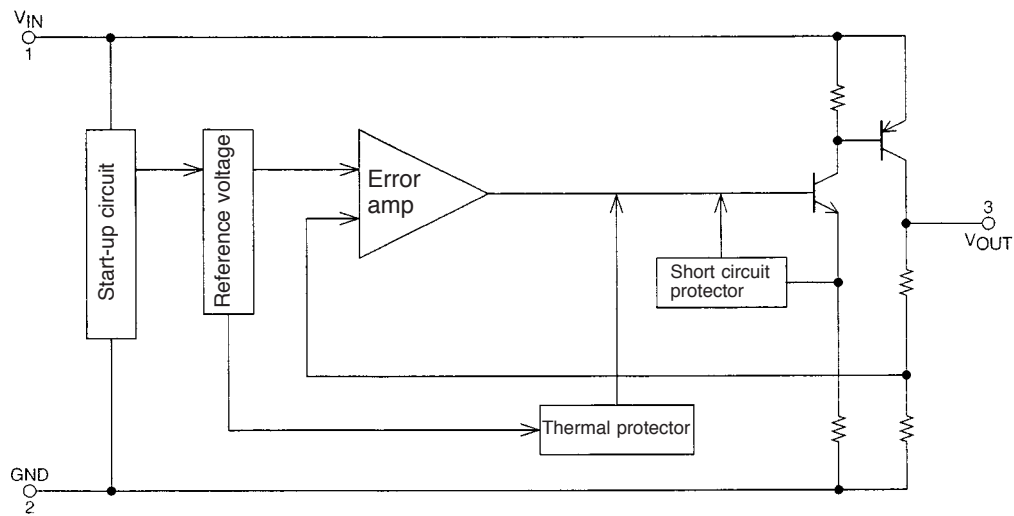 VIN
1
Start-up circuit
Reference voltage
Error
amp
Short circuit
protector
3
VOUT
Thermal protector
GND
2